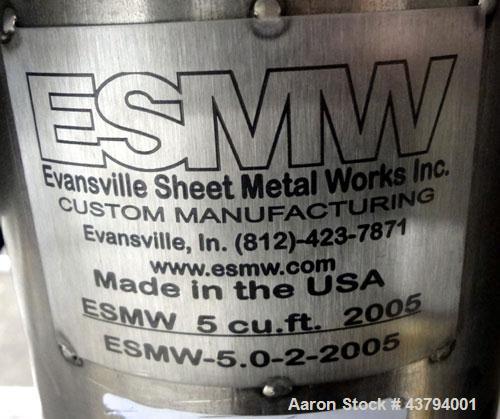 ESMW
Evansville Sheet Metal Works Inc.
CUSTOM MANUFACTURING
Evansville, In. (812)-423-7871
www.esmw.com
Made in the USA
ESMW 5 cu.ft. 2005
ESMW-5.0-2-2005
Aaron Stock # 43794001